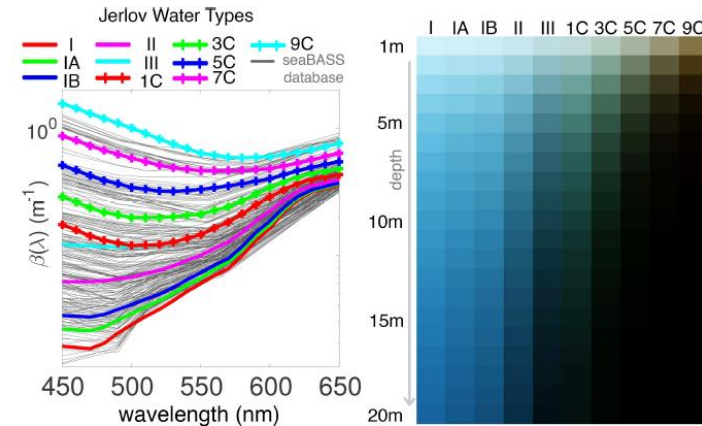 Jerlov Water Types
I II 3C 9C
IA III 5C seaBASS
IB 1C 7C database
10⁰
β(λ) (m⁻¹)
450 500 550 600 650
wavelength (nm)
I IA IB II III 1C 3C 5C 7C 9C
1m
5m
depth
10m
15m
20m